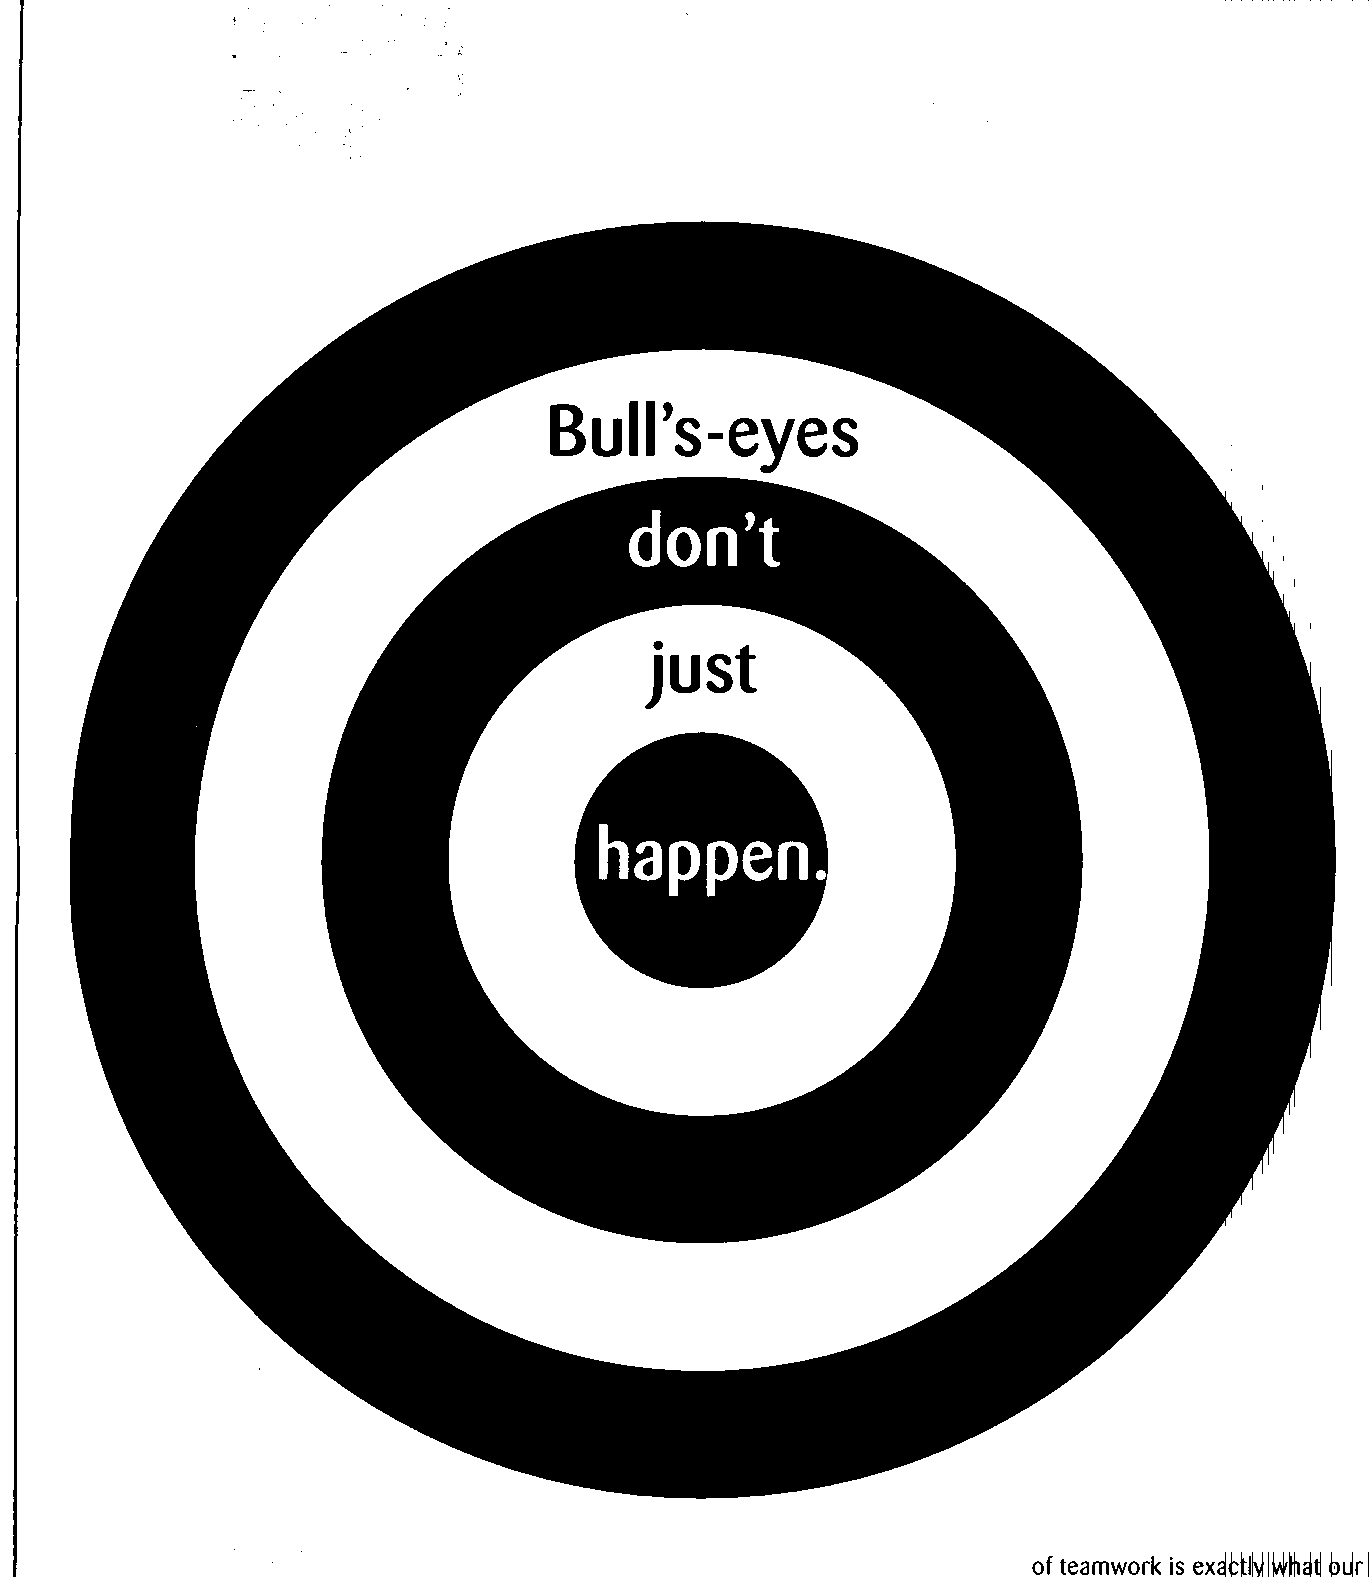 Bull's-eyes
don't
just
happen.
of teamwork is exactly what our